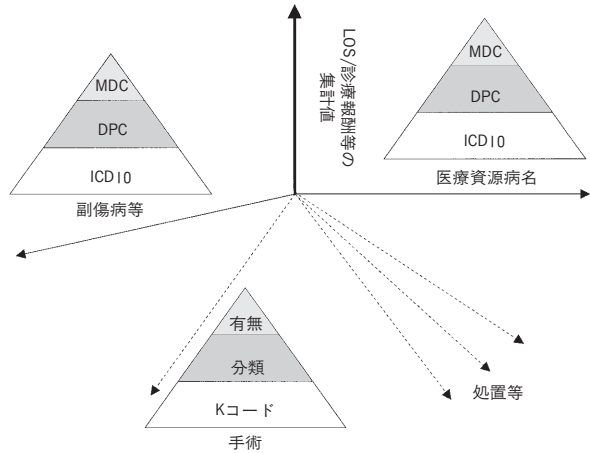 LOS/診療報酬等の
集計値
MDC
DPC
ICD10
副傷病等
MDC
DPC
ICD10
医療資源病名
有無
分類
Kコード
手術
処置等